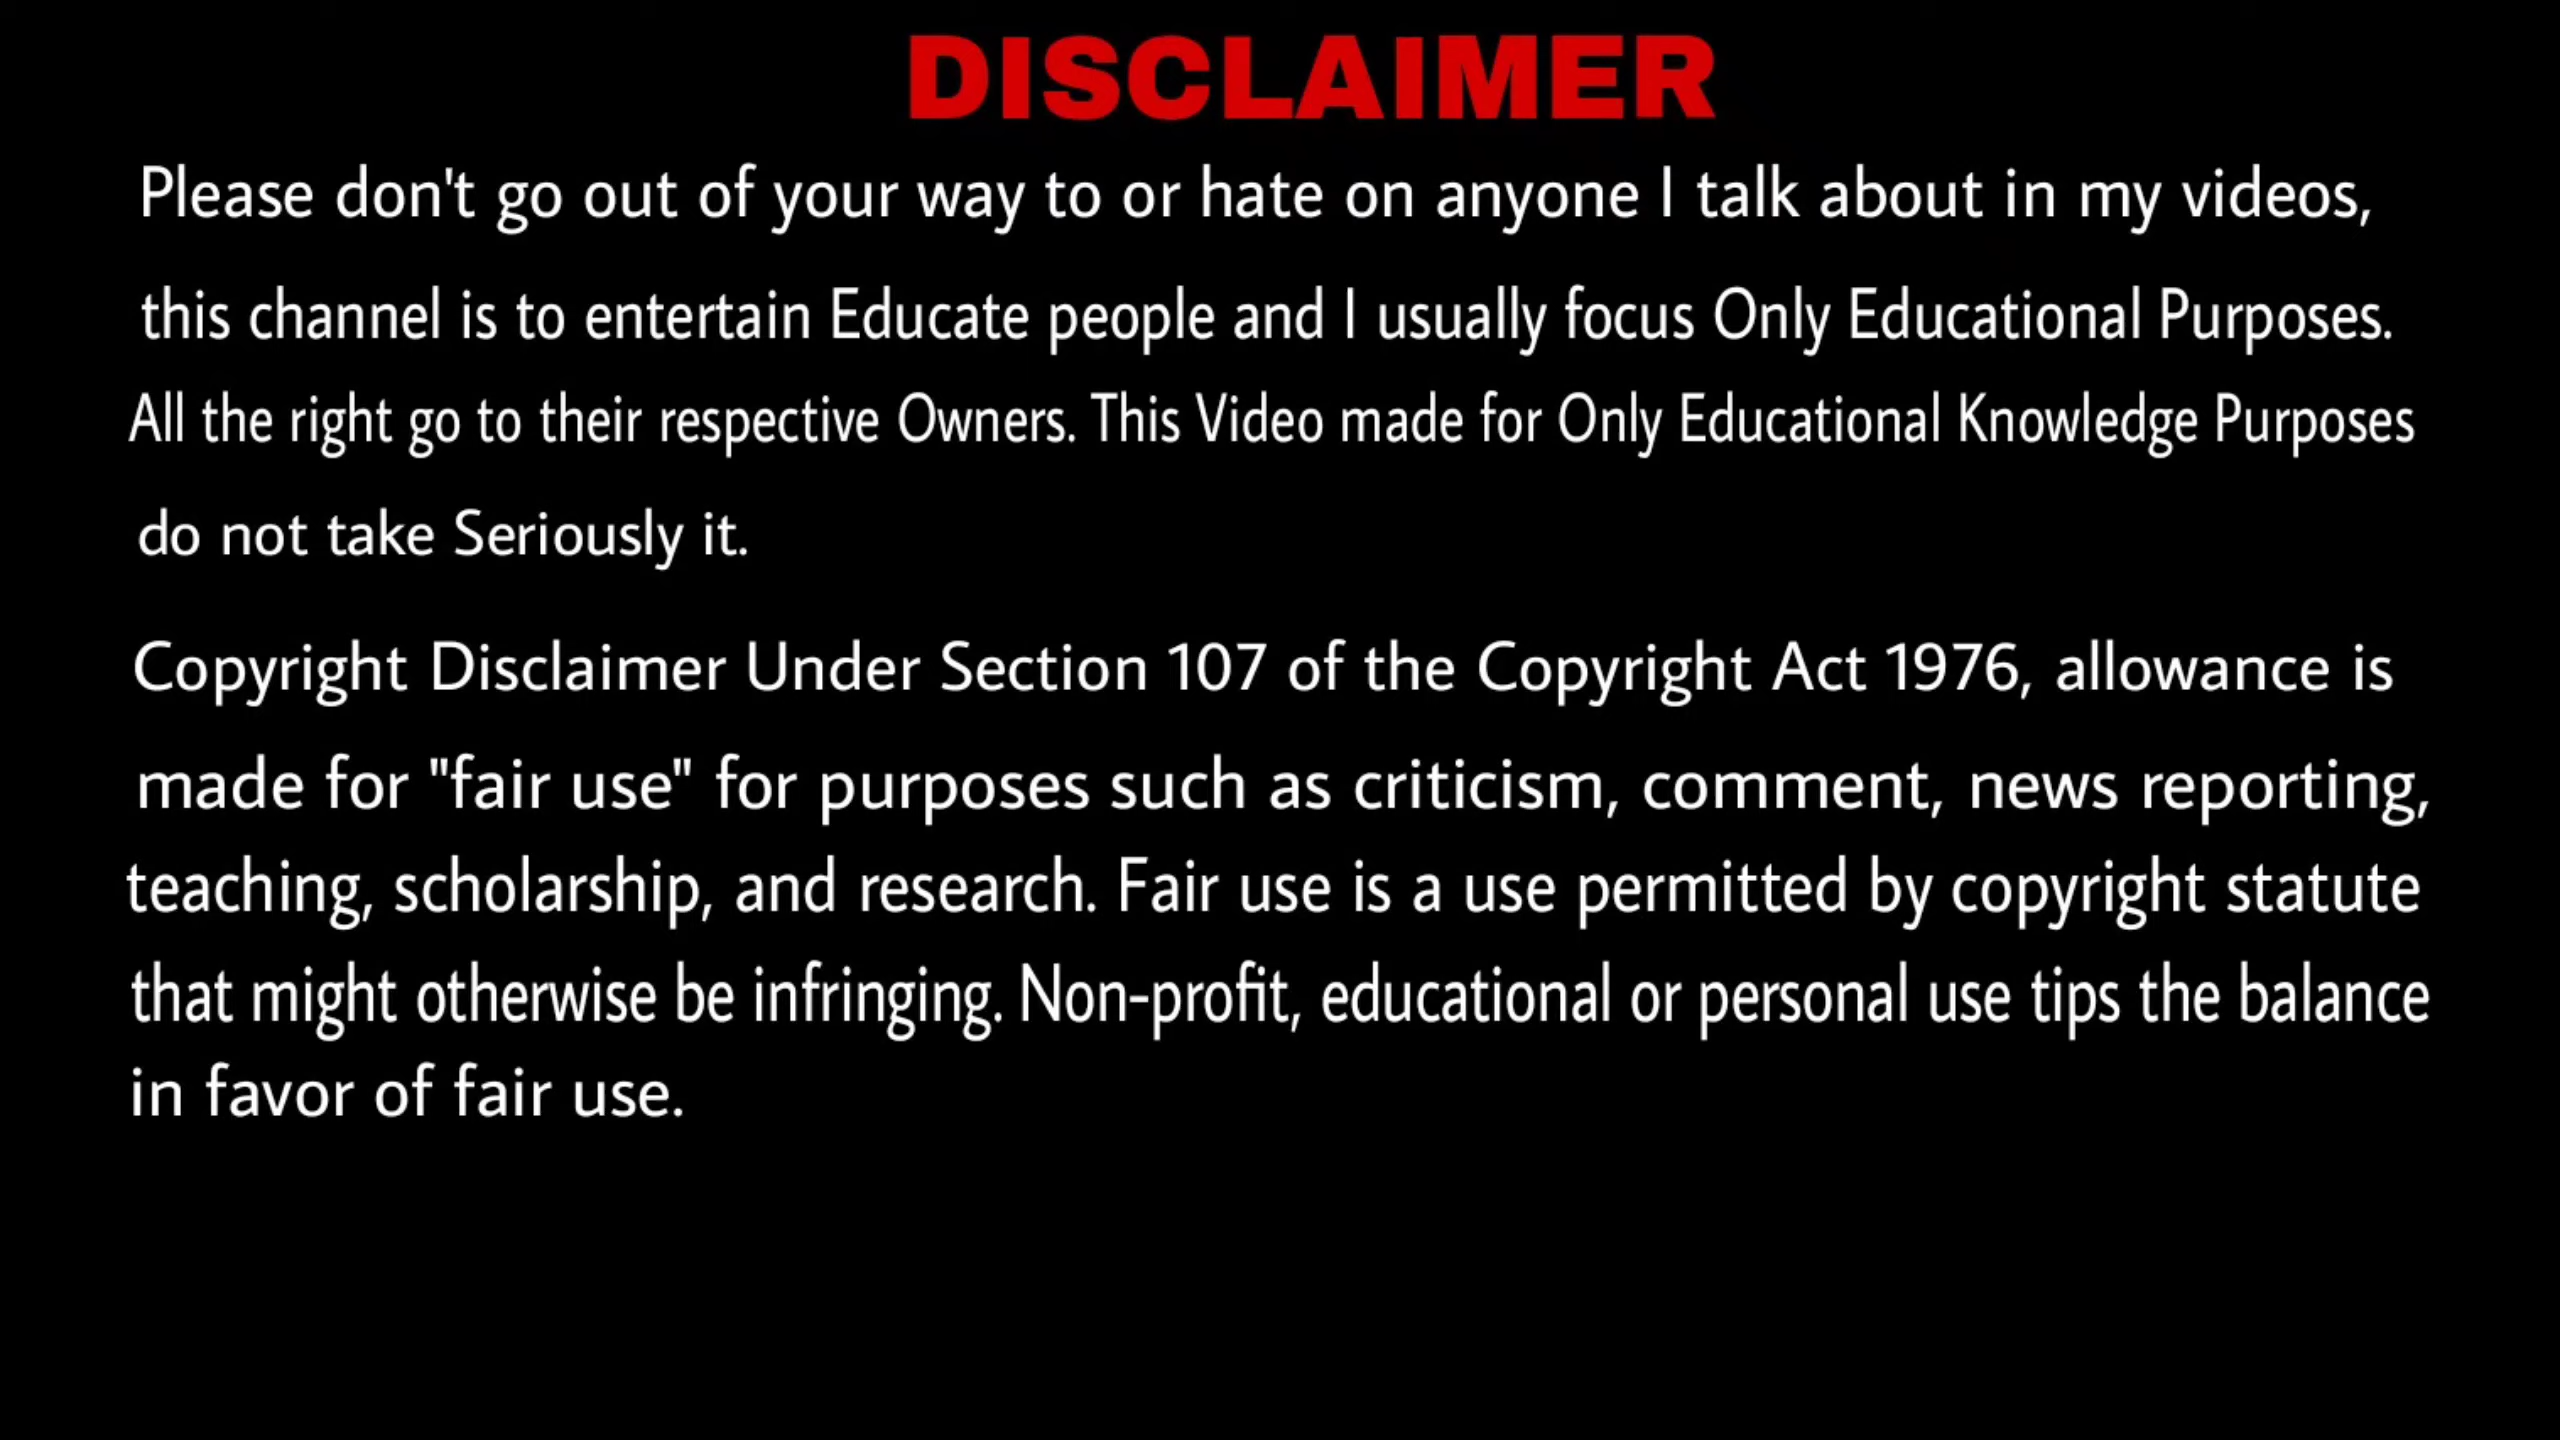 DISCLAIMER
Please don't go out of your way to or hate on anyone I talk about in my videos,
this channel is to entertain Educate people and I usually focus Only Educational Purposes.
All the right go to their respective Owners. This Video made for Only Educational Knowledge Purposes
do not take Seriously it.
Copyright Disclaimer Under Section 107 of the Copyright Act 1976, allowance is
made for "fair use" for purposes such as criticism, comment, news reporting,
teaching, scholarship, and research. Fair use is a use permitted by copyright statute
that might otherwise be infringing. Non-profit, educational or personal use tips the balance
in favor of fair use.